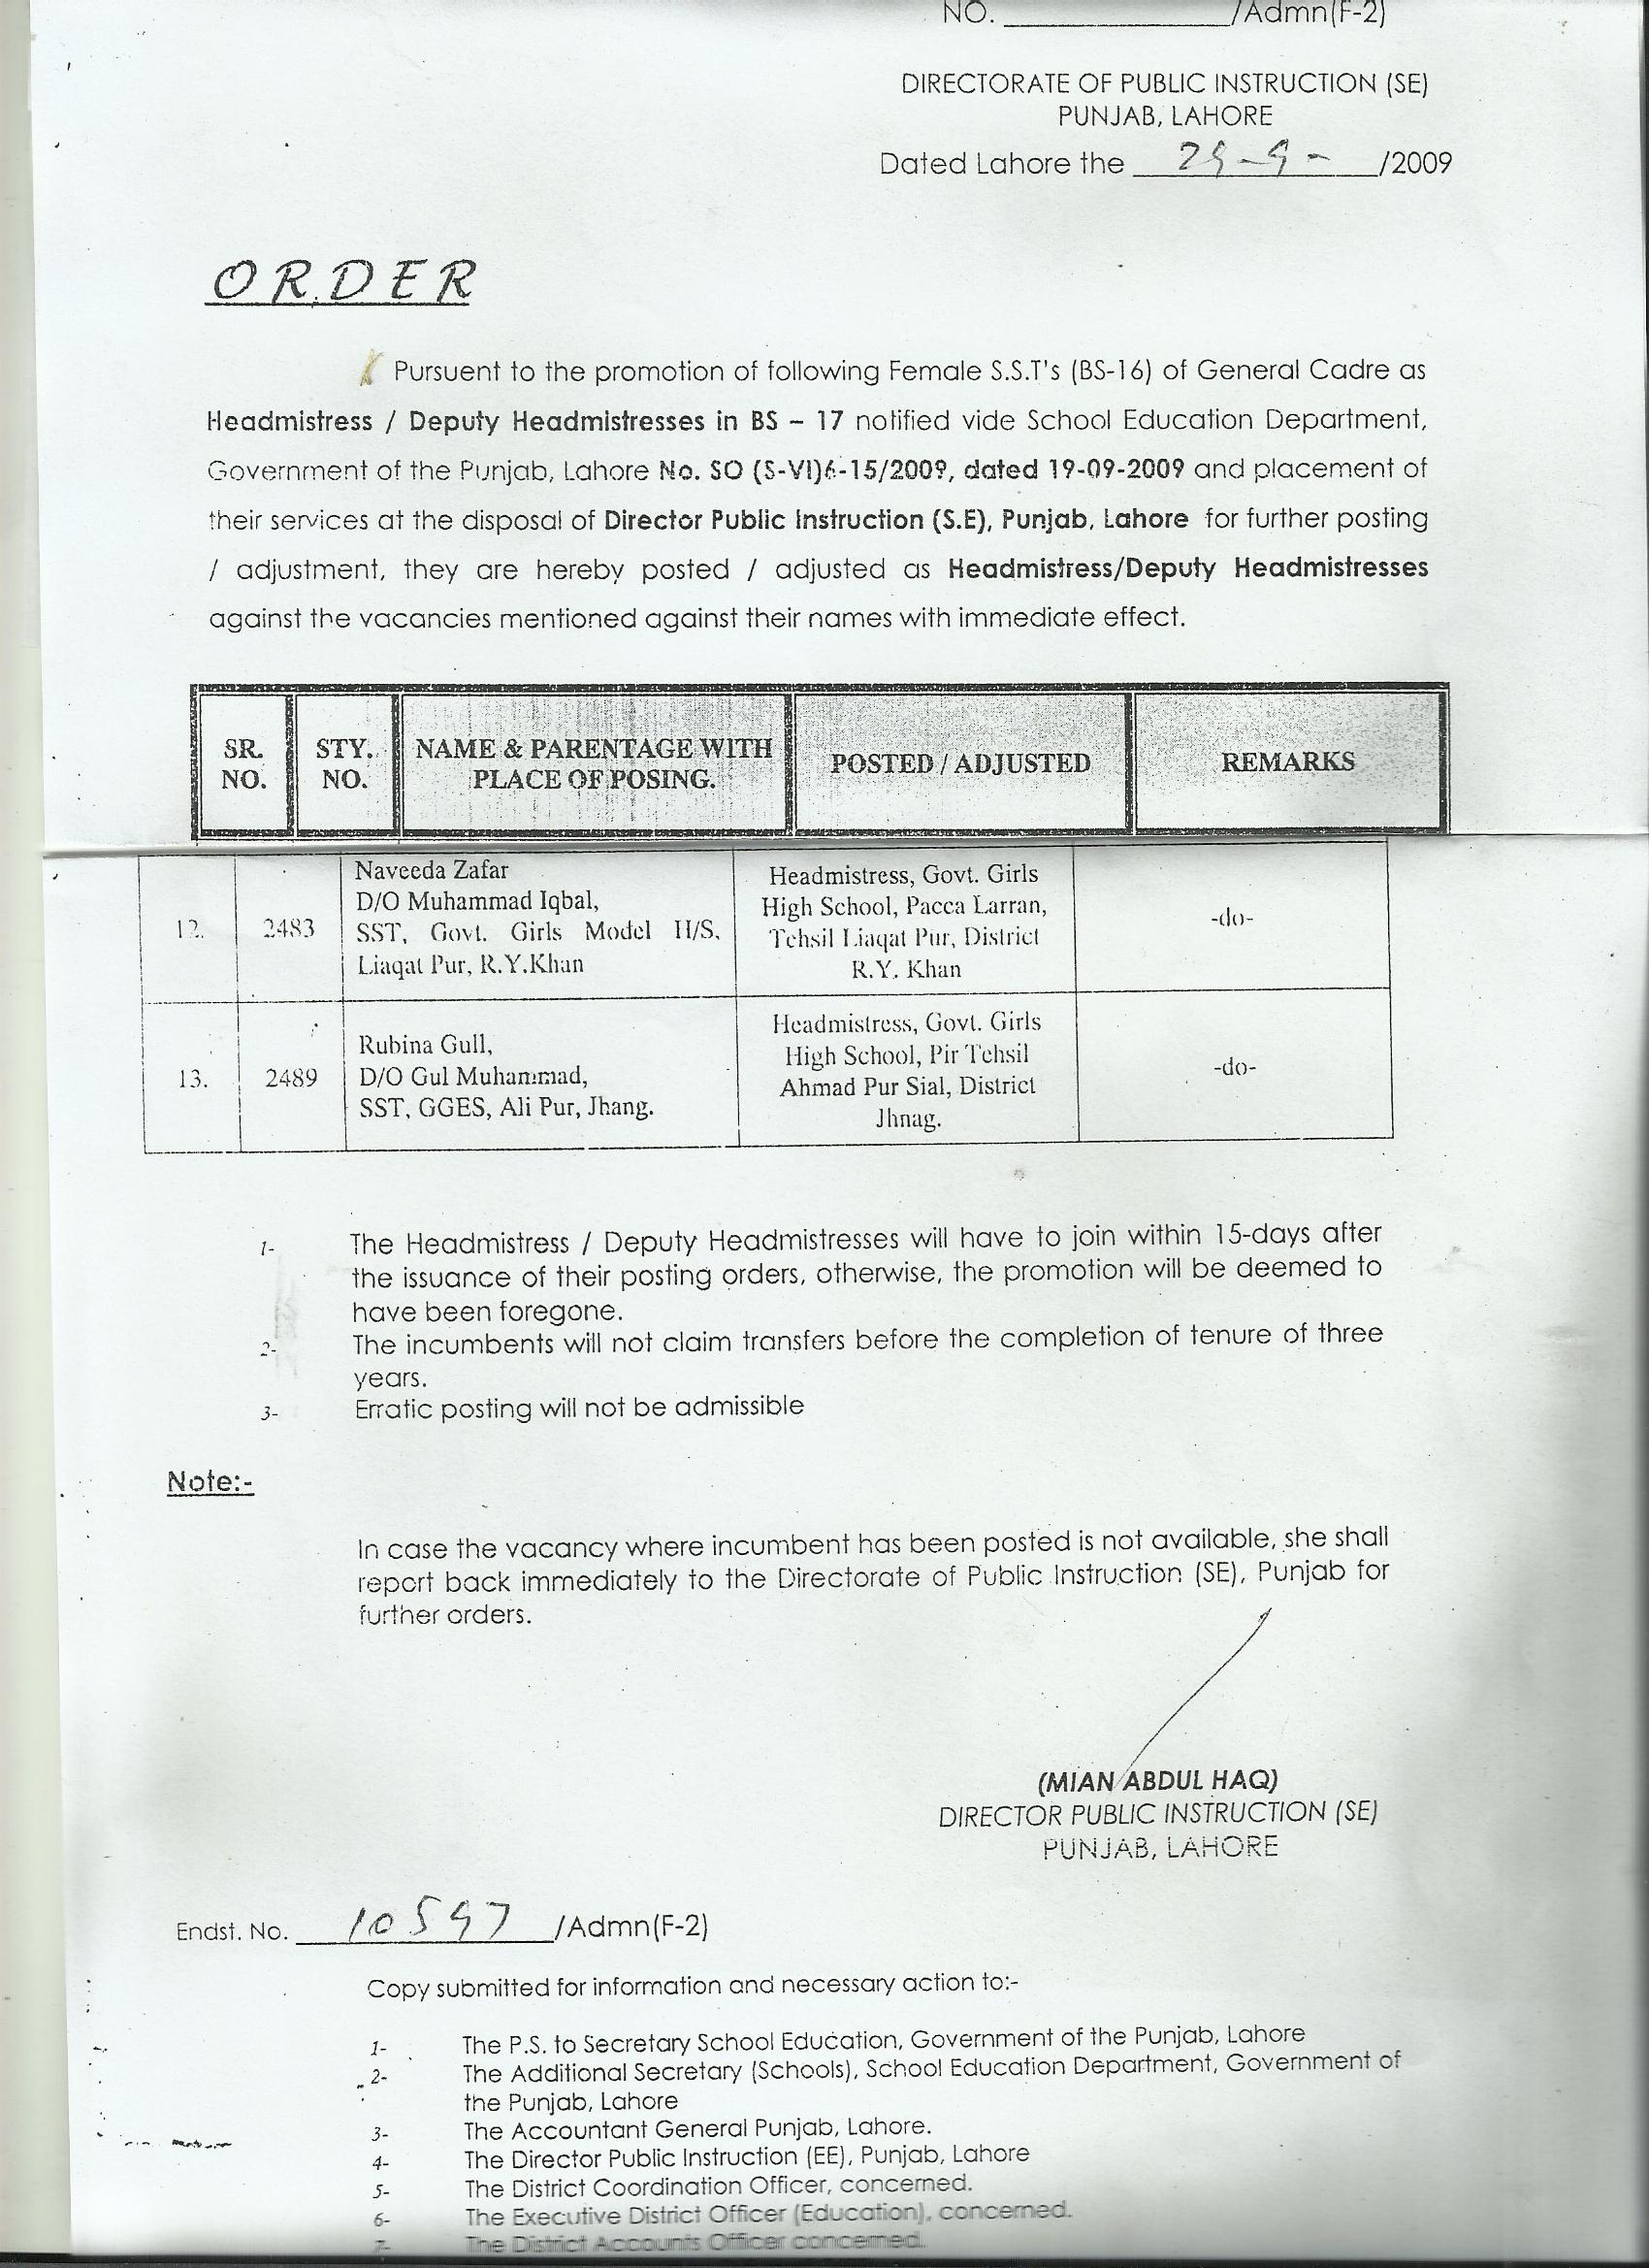 NO. ____________/Admn(F-2)
DIRECTORATE OF PUBLIC INSTRUCTION (SE)
PUNJAB, LAHORE
Dated Lahore the 29-9- /2009
ORDER
Pursuent to the promotion of following Female S.S.T's (BS-16) of General Cadre as
Headmistress / Deputy Headmistresses in BS – 17 notified vide School Education Department,
Government of the Punjab, Lahore No. SO (S-VI)6-15/2009, dated 19-09-2009 and placement of
their services at the disposal of Director Public Instruction (S.E), Punjab, Lahore for further posting
/ adjustment, they are hereby posted / adjusted as Headmistress/Deputy Headmistresses
against the vacancies mentioned against their names with immediate effect.
SR. NO. STY. NO. NAME & PARENTAGE WITH PLACE OF POSING. POSTED / ADJUSTED REMARKS
12. 2483
Naveeda Zafar
D/O Muhammad Iqbal,
SST, Govt. Girls Model H/S,
Liaqat Pur, R.Y.Khan
Headmistress, Govt. Girls
High School, Pacca Larran,
Tehsil Liaqat Pur, District
R.Y. Khan
-do-
13. 2489
Rubina Gull,
D/O Gul Muhammad,
SST, GGES, Ali Pur, Jhang.
Headmistress, Govt. Girls
High School, Pir Tehsil
Ahmad Pur Sial, District
Jhnag.
-do-
1- The Headmistress / Deputy Headmistresses will have to join within 15-days after
the issuance of their posting orders, otherwise, the promotion will be deemed to
have been foregone.
2- The incumbents will not claim transfers before the completion of tenure of three
years.
3- Erratic posting will not be admissible
Note:-
In case the vacancy where incumbent has been posted is not available, she shall
report back immediately to the Directorate of Public Instruction (SE), Punjab for
further orders.
(MIAN ABDUL HAQ)
DIRECTOR PUBLIC INSTRUCTION (SE)
PUNJAB, LAHORE
Endst. No. 10597 /Admn(F-2)
Copy submitted for information and necessary action to:-
1- The P.S. to Secretary School Education, Government of the Punjab, Lahore
2- The Additional Secretary (Schools), School Education Department, Government of
the Punjab, Lahore
3- The Accountant General Punjab, Lahore.
4- The Director Public Instruction (EE), Punjab, Lahore
5- The District Coordination Officer, concerned.
6- The Executive District Officer (Education), concerned.
7- The District Accounts Officer concerned.